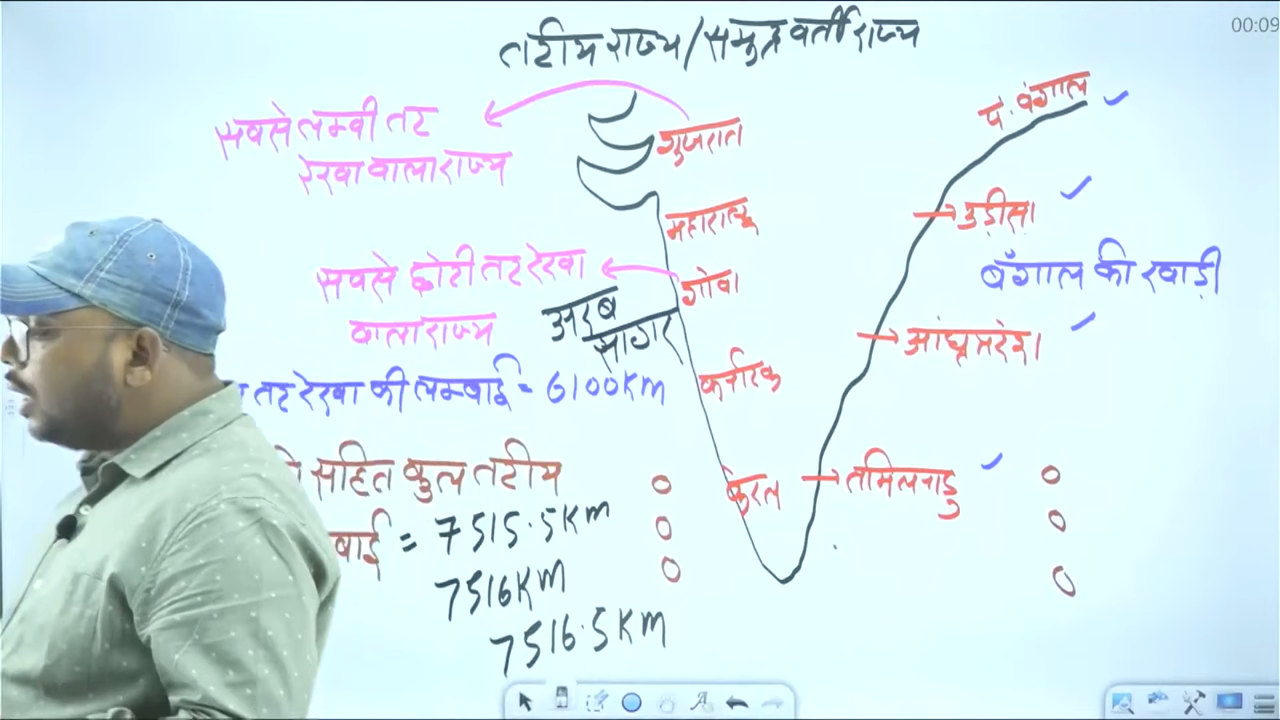 00:09
तटीय राज्य/समुद्रवर्ती राज्य
सबसे लम्बी तट
रेखा वाला राज्य
गुजरात
महाराष्ट्र
सबसे छोटी तट रेखा
वाला राज्य
गोवा
अरब
सागर
तट रेखा की लम्बाई = 6100KM
कर्नाटक
सहित कुल तटीय
केरल
बाई = 7515.5KM
7516KM
7516.5KM
प. बंगाल
उड़ीसा
बँगाल की खाड़ी
आंध्रप्रदेश
तमिलनाडु